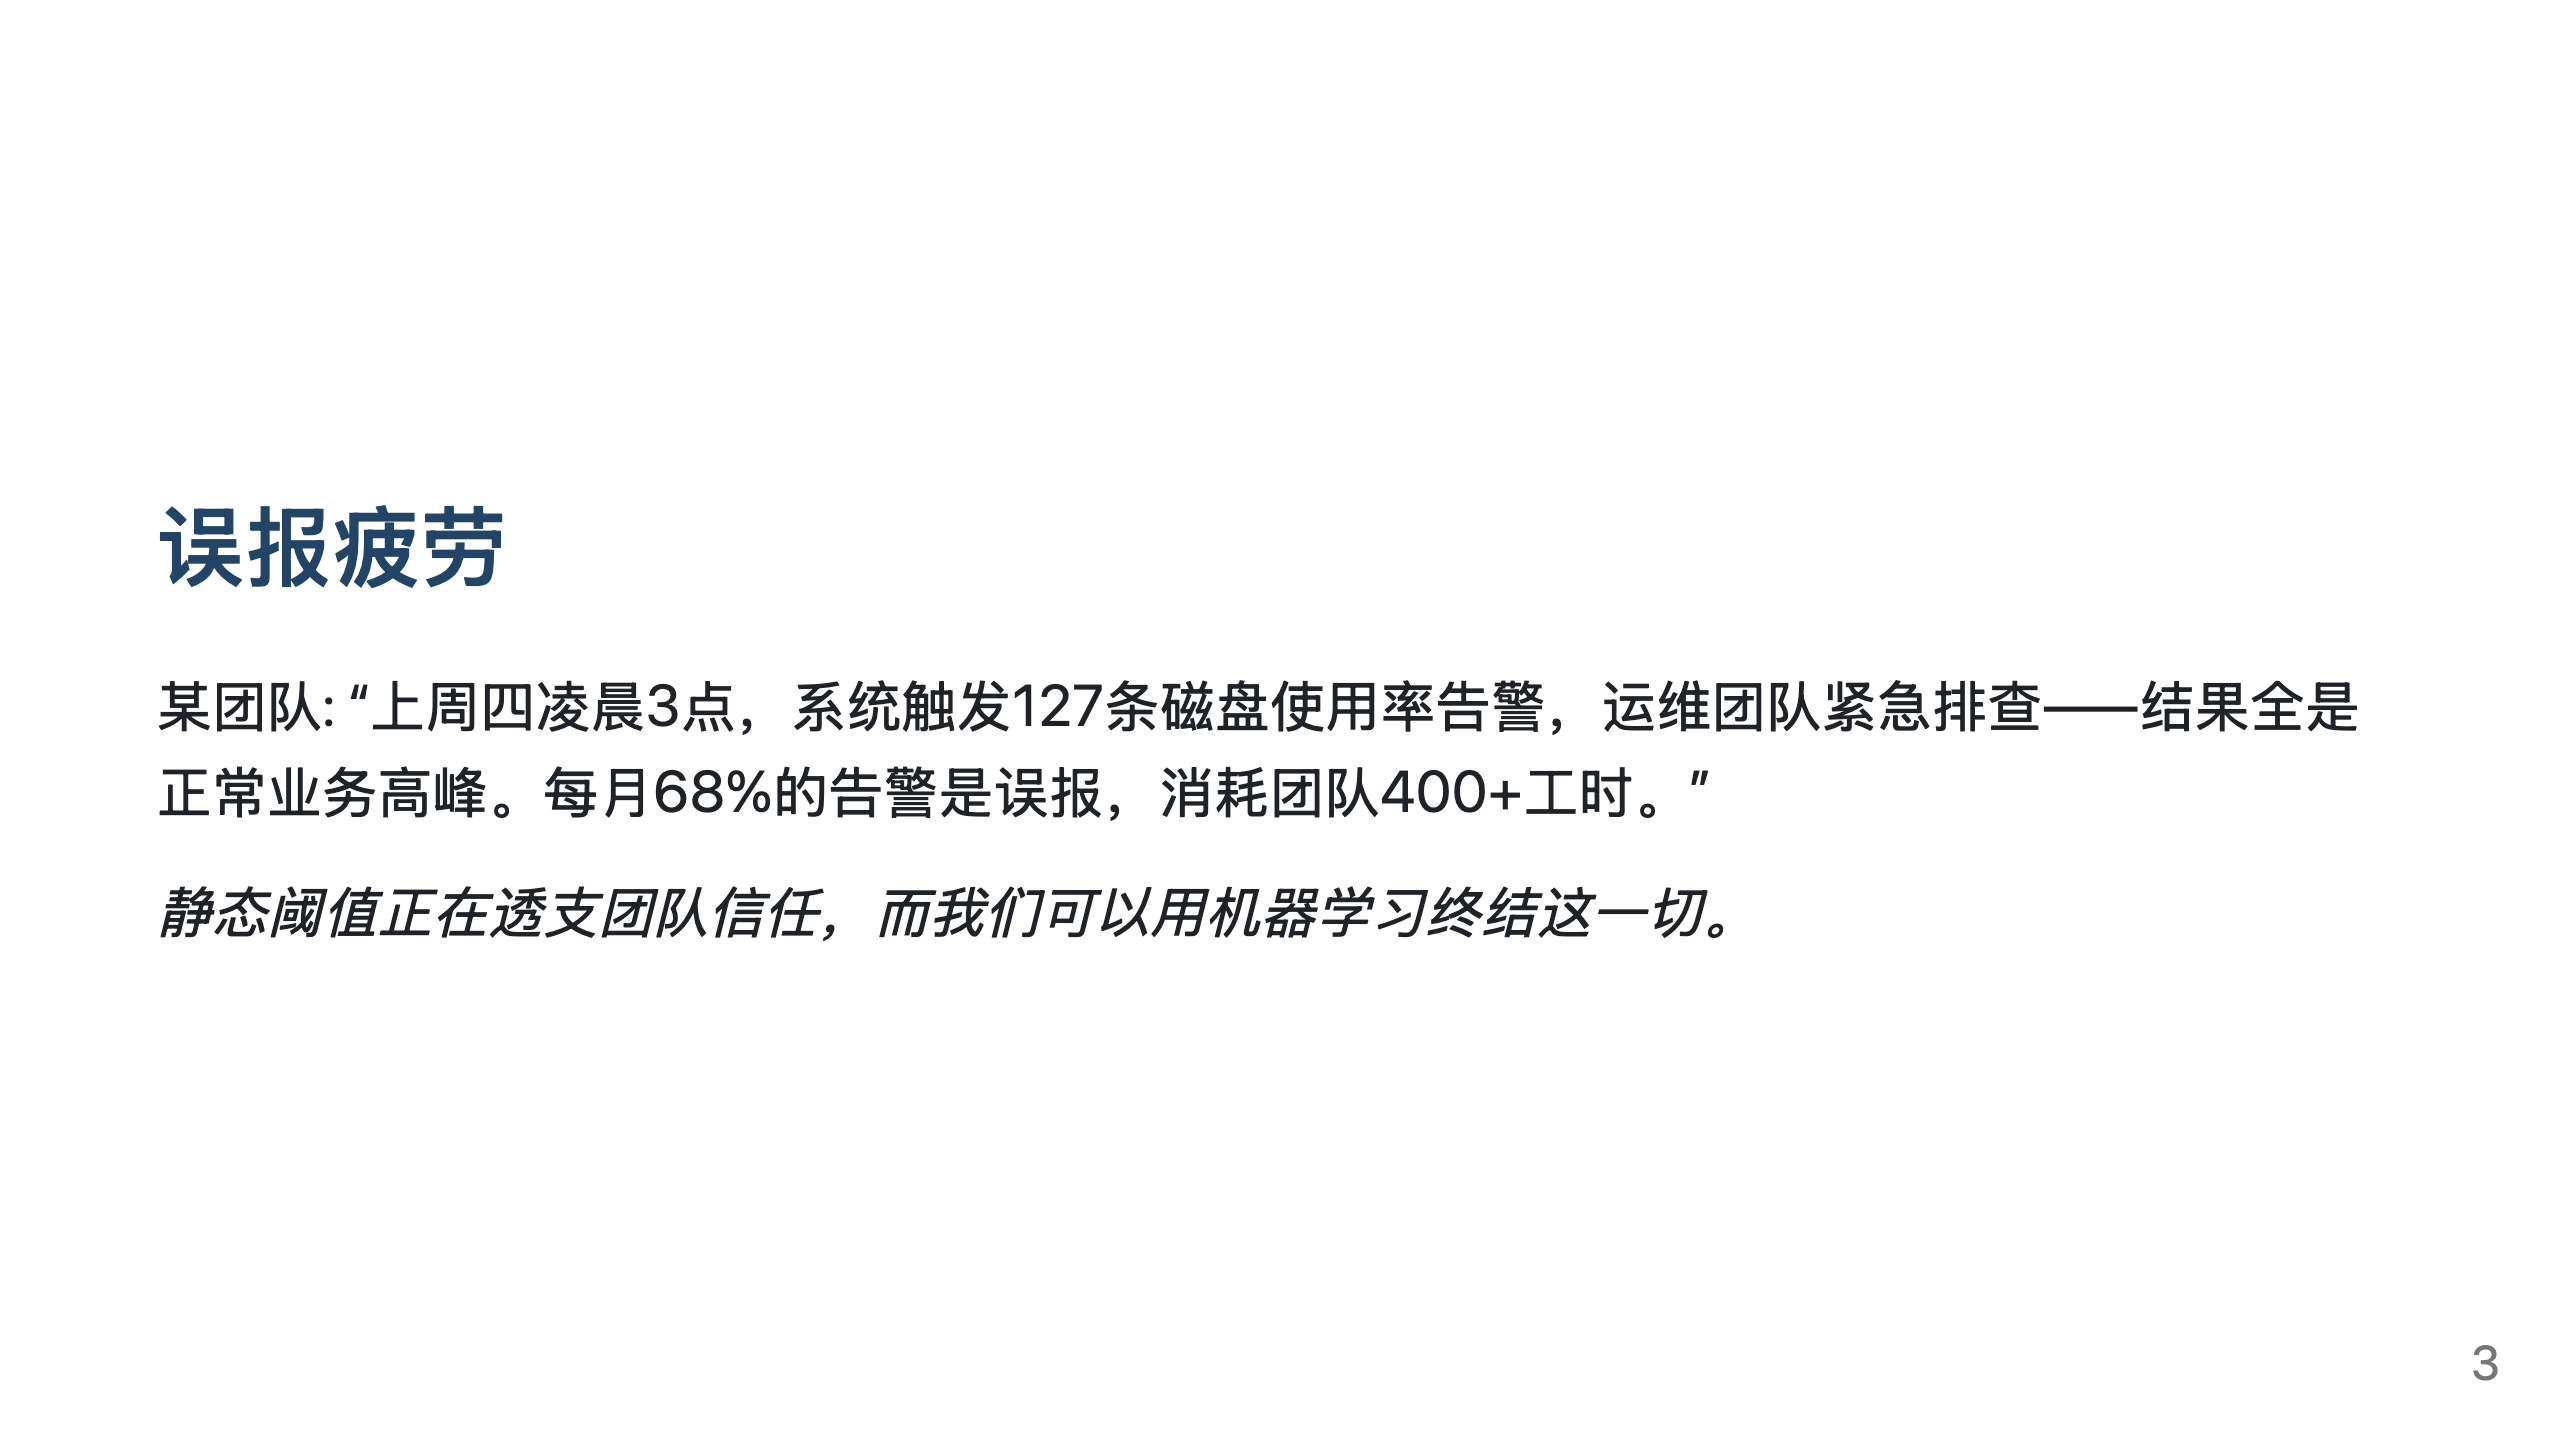 误报疲劳
某团队: “上周四凌晨3点，系统触发127条磁盘使用率告警，运维团队紧急排查——结果全是
正常业务高峰。每月68%的告警是误报，消耗团队400+工时。”
静态阈值正在透支团队信任，而我们可以用机器学习终结这一切。
3